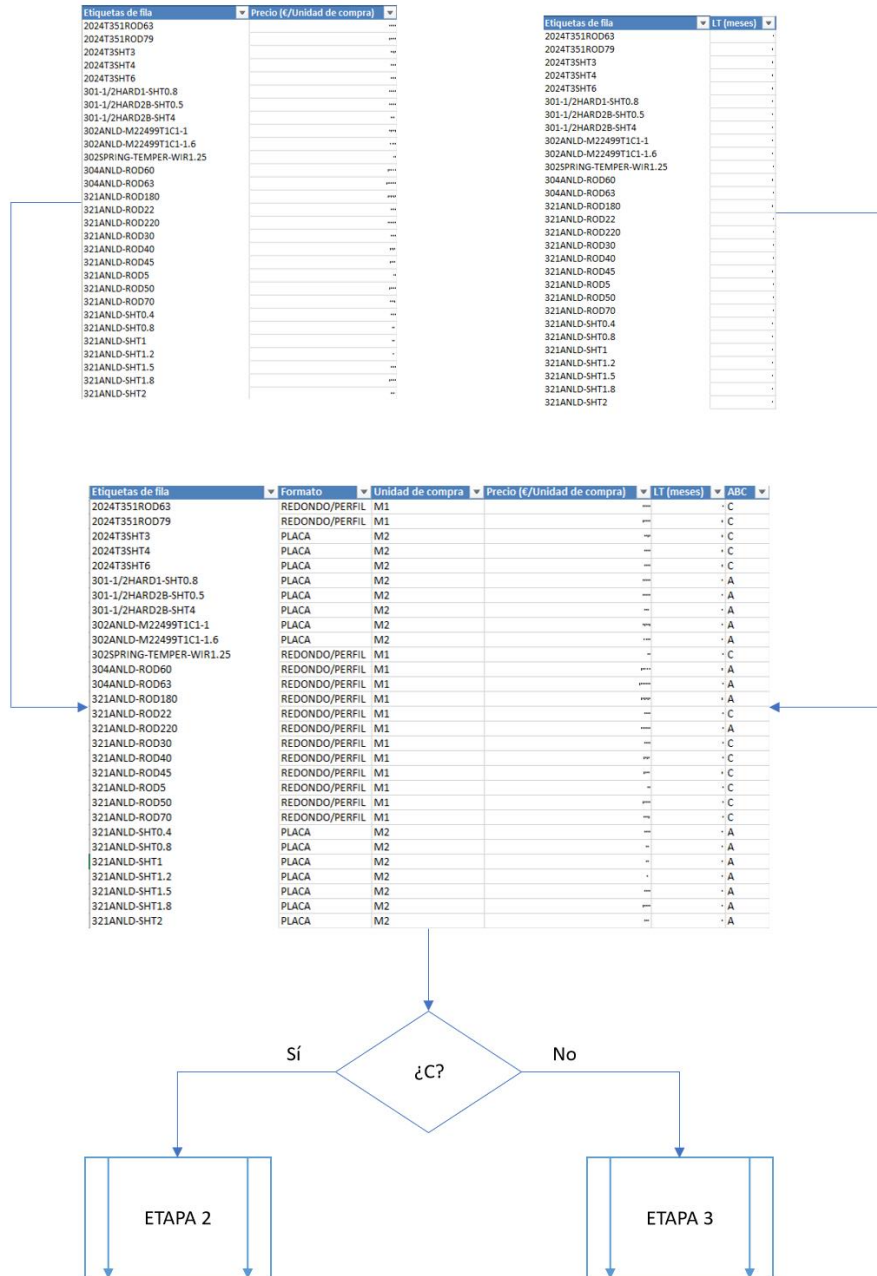 Etiquetas de fila Precio (€/Unidad de compra)
2024T351ROD63
2024T351ROD79
2024T3SHT3
2024T3SHT4
2024T3SHT6
301-1/2HARD1-SHT0.8
301-1/2HARD2B-SHT0.5
301-1/2HARD2B-SHT4
302ANLD-M22499T1C1-1
302ANLD-M22499T1C1-1.6
302SPRING-TEMPER-WIR1.25
304ANLD-ROD60
304ANLD-ROD63
321ANLD-ROD180
321ANLD-ROD22
321ANLD-ROD220
321ANLD-ROD30
321ANLD-ROD40
321ANLD-ROD45
321ANLD-ROD5
321ANLD-ROD50
321ANLD-ROD70
321ANLD-SHT0.4
321ANLD-SHT0.8
321ANLD-SHT1
321ANLD-SHT1.2
321ANLD-SHT1.5
321ANLD-SHT1.8
321ANLD-SHT2
Etiquetas de fila LT (meses)
2024T351ROD63
2024T351ROD79
2024T3SHT3
2024T3SHT4
2024T3SHT6
301-1/2HARD1-SHT0.8
301-1/2HARD2B-SHT0.5
301-1/2HARD2B-SHT4
302ANLD-M22499T1C1-1
302ANLD-M22499T1C1-1.6
302SPRING-TEMPER-WIR1.25
304ANLD-ROD60
304ANLD-ROD63
321ANLD-ROD180
321ANLD-ROD22
321ANLD-ROD220
321ANLD-ROD30
321ANLD-ROD40
321ANLD-ROD45
321ANLD-ROD5
321ANLD-ROD50
321ANLD-ROD70
321ANLD-SHT0.4
321ANLD-SHT0.8
321ANLD-SHT1
321ANLD-SHT1.2
321ANLD-SHT1.5
321ANLD-SHT1.8
321ANLD-SHT2
Etiquetas de fila Formato Unidad de compra Precio (€/Unidad de compra) LT (meses) ABC
2024T351ROD63 REDONDO/PERFIL M1 C
2024T351ROD79 REDONDO/PERFIL M1 C
2024T3SHT3 PLACA M2 C
2024T3SHT4 PLACA M2 C
2024T3SHT6 PLACA M2 C
301-1/2HARD1-SHT0.8 PLACA M2 A
301-1/2HARD2B-SHT0.5 PLACA M2 A
301-1/2HARD2B-SHT4 PLACA M2 A
302ANLD-M22499T1C1-1 PLACA M2 A
302ANLD-M22499T1C1-1.6 PLACA M2 A
302SPRING-TEMPER-WIR1.25 REDONDO/PERFIL M1 C
304ANLD-ROD60 REDONDO/PERFIL M1 A
304ANLD-ROD63 REDONDO/PERFIL M1 A
321ANLD-ROD180 REDONDO/PERFIL M1 A
321ANLD-ROD22 REDONDO/PERFIL M1 C
321ANLD-ROD220 REDONDO/PERFIL M1 A
321ANLD-ROD30 REDONDO/PERFIL M1 C
321ANLD-ROD40 REDONDO/PERFIL M1 C
321ANLD-ROD45 REDONDO/PERFIL M1 C
321ANLD-ROD5 REDONDO/PERFIL M1 C
321ANLD-ROD50 REDONDO/PERFIL M1 C
321ANLD-ROD70 REDONDO/PERFIL M1 C
321ANLD-SHT0.4 PLACA M2 A
321ANLD-SHT0.8 PLACA M2 A
321ANLD-SHT1 PLACA M2 A
321ANLD-SHT1.2 PLACA M2 A
321ANLD-SHT1.5 PLACA M2 A
321ANLD-SHT1.8 PLACA M2 A
321ANLD-SHT2 PLACA M2 A
Sí
¿C?
No
ETAPA 2
ETAPA 3